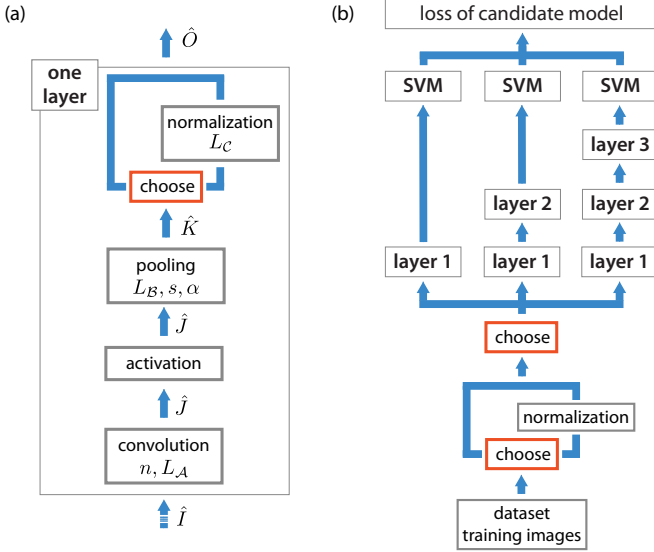 (a)
Ô
one
layer
normalization
L_C
choose
K̂
pooling
L_B, s, α
Ĵ
activation
Ĵ
convolution
n, L_A
Î
(b)
loss of candidate model
SVM SVM SVM
layer 3
layer 2 layer 2
layer 1 layer 1 layer 1
choose
normalization
choose
dataset
training images